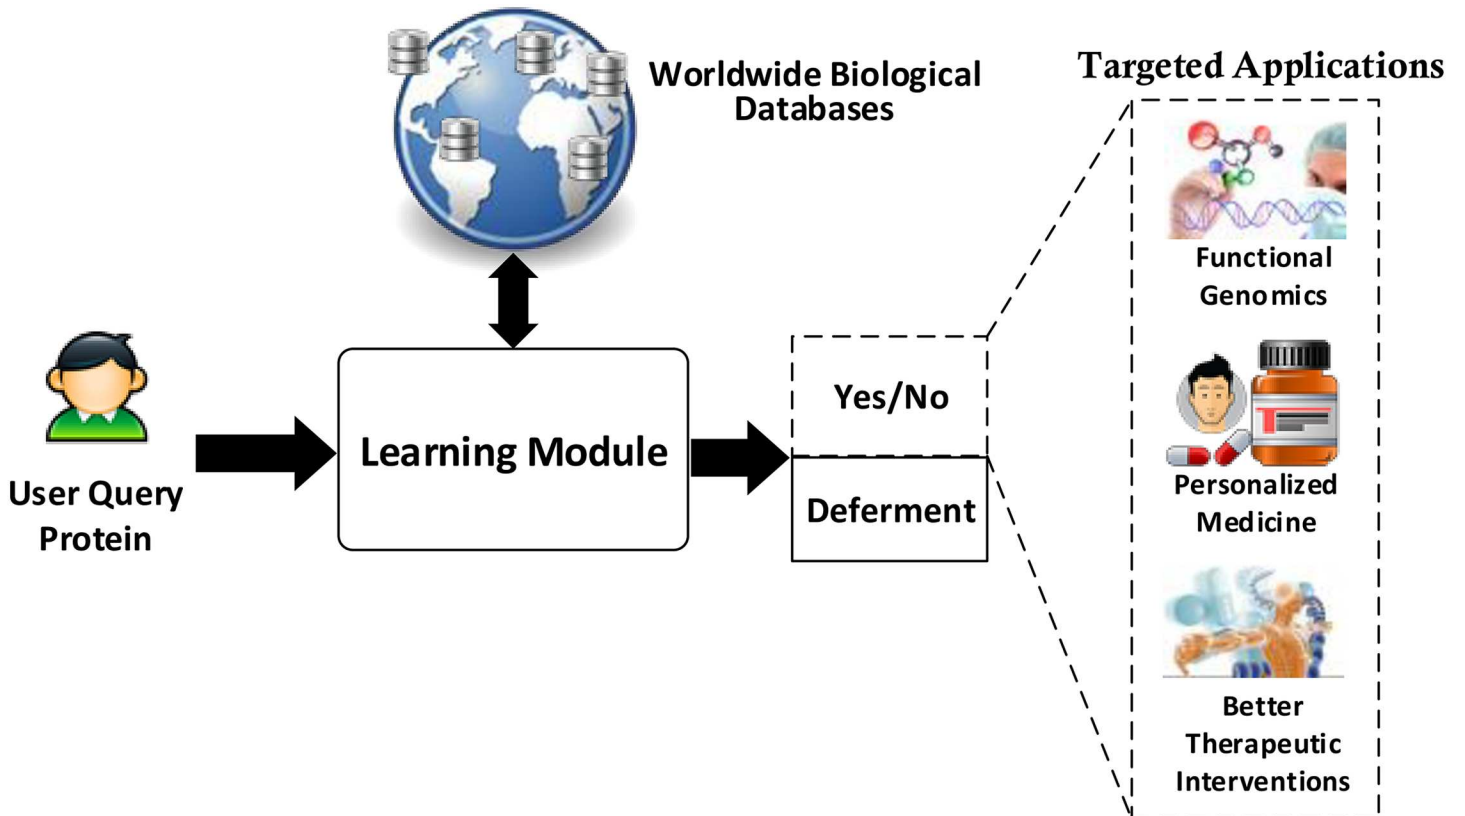 Worldwide Biological
Databases
Targeted Applications
Functional
Genomics
User Query
Protein
Learning Module
Yes/No
Deferment
Personalized
Medicine
Better
Therapeutic
Interventions